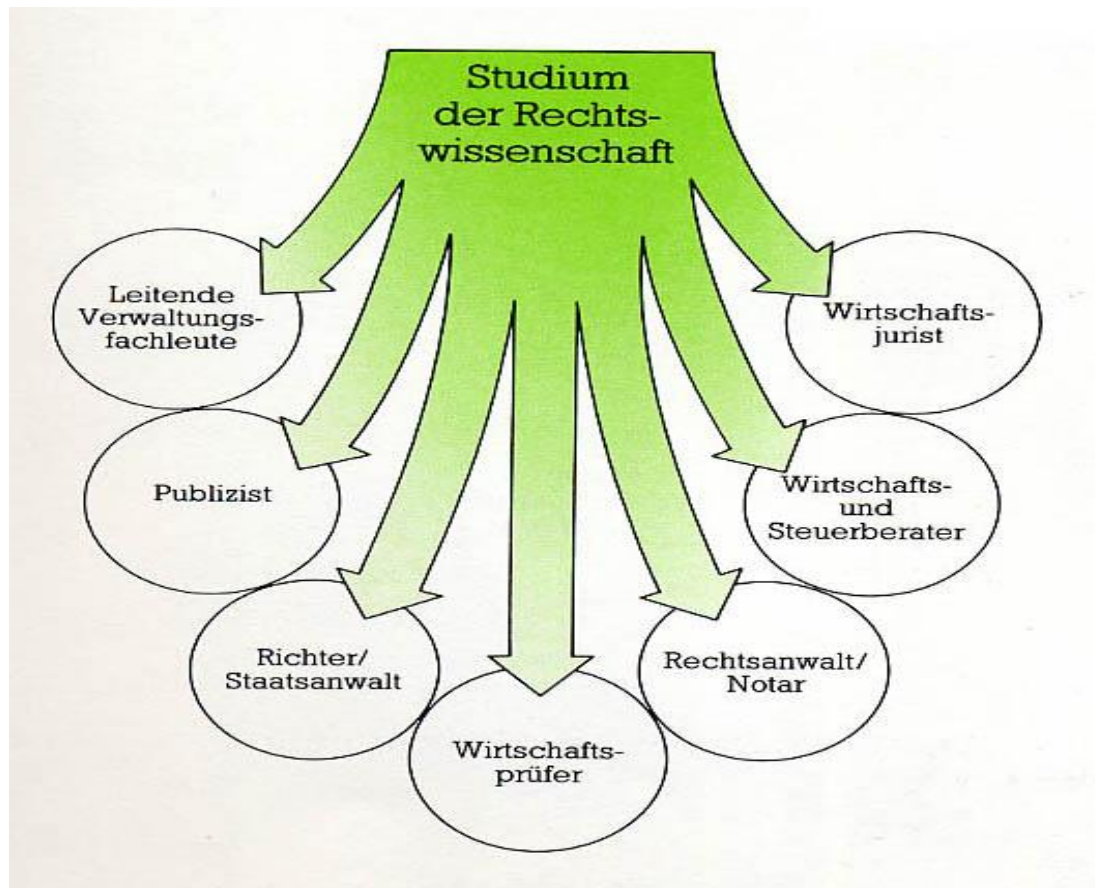 Studium
der Rechts-
wissenschaft
Leitende
Verwaltungs-
fachleute
Publizist
Richter/
Staatsanwalt
Wirtschafts-
prüfer
Rechtsanwalt/
Notar
Wirtschafts-
und
Steuerberater
Wirtschafts-
jurist